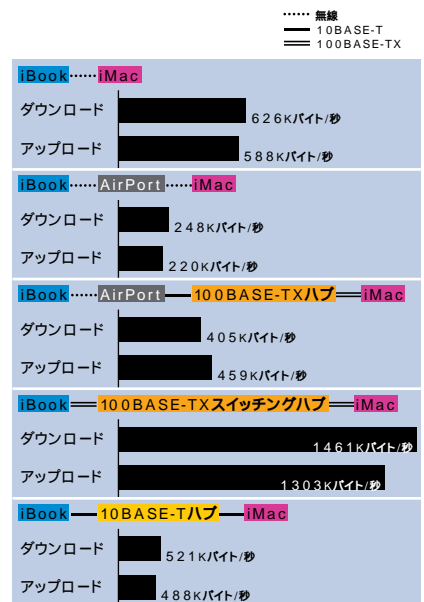 …… 無線
━ 10BASE-T
═ 100BASE-TX
iBook……iMac
ダウンロード 626Kバイト/秒
アップロード 588Kバイト/秒
iBook……AirPort……iMac
ダウンロード 248Kバイト/秒
アップロード 220Kバイト/秒
iBook……AirPort━100BASE-TXハブ═iMac
ダウンロード 405Kバイト/秒
アップロード 459Kバイト/秒
iBook═100BASE-TXスイッチングハブ═iMac
ダウンロード 1461Kバイト/秒
アップロード 1303Kバイト/秒
iBook━10BASE-Tハブ━iMac
ダウンロード 521Kバイト/秒
アップロード 488Kバイト/秒